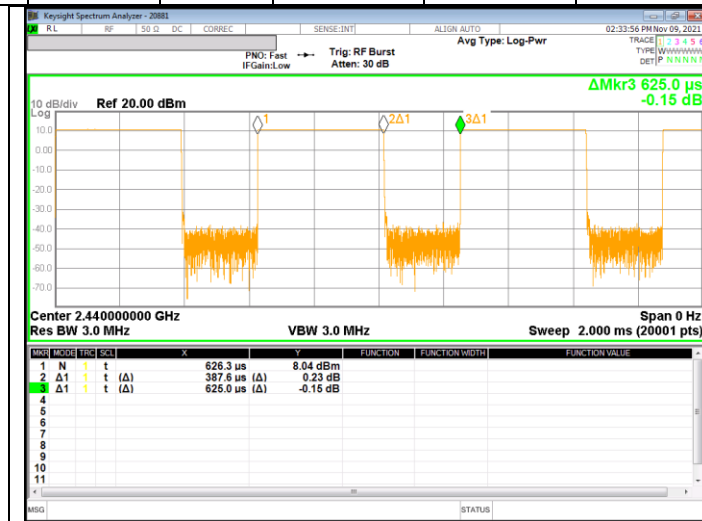 Keysight Spectrum Analyzer - 20881
RL RF 50 Ω DC CORREC SENSE:INT ALIGN AUTO 02:33:56 PM Nov 09, 2021
Avg Type: Log-Pwr TRACE 1 2 3 4 5 6
PNO: Fast Trig: RF Burst TYPE W
IFGain:Low Atten: 30 dB DET P N N N N N
ΔMkr3 625.0 µs
-0.15 dB
10 dB/div Ref 20.00 dBm
Log
1 2Δ1 3Δ1
10.0
0.00
-10.0
-20.0
-30.0
-40.0
-50.0
-60.0
-70.0
Center 2.440000000 GHz Span 0 Hz
Res BW 3.0 MHz VBW 3.0 MHz Sweep 2.000 ms (20001 pts)
MKR MODE TRC SCL X Y FUNCTION FUNCTION WIDTH FUNCTION VALUE
1 N 1 t 626.3 µs 8.04 dBm
2 Δ1 1 t (Δ) 387.6 µs (Δ) 0.23 dB
3 Δ1 1 t (Δ) 625.0 µs (Δ) -0.15 dB
4
5
6
7
8
9
10
11
MSG STATUS